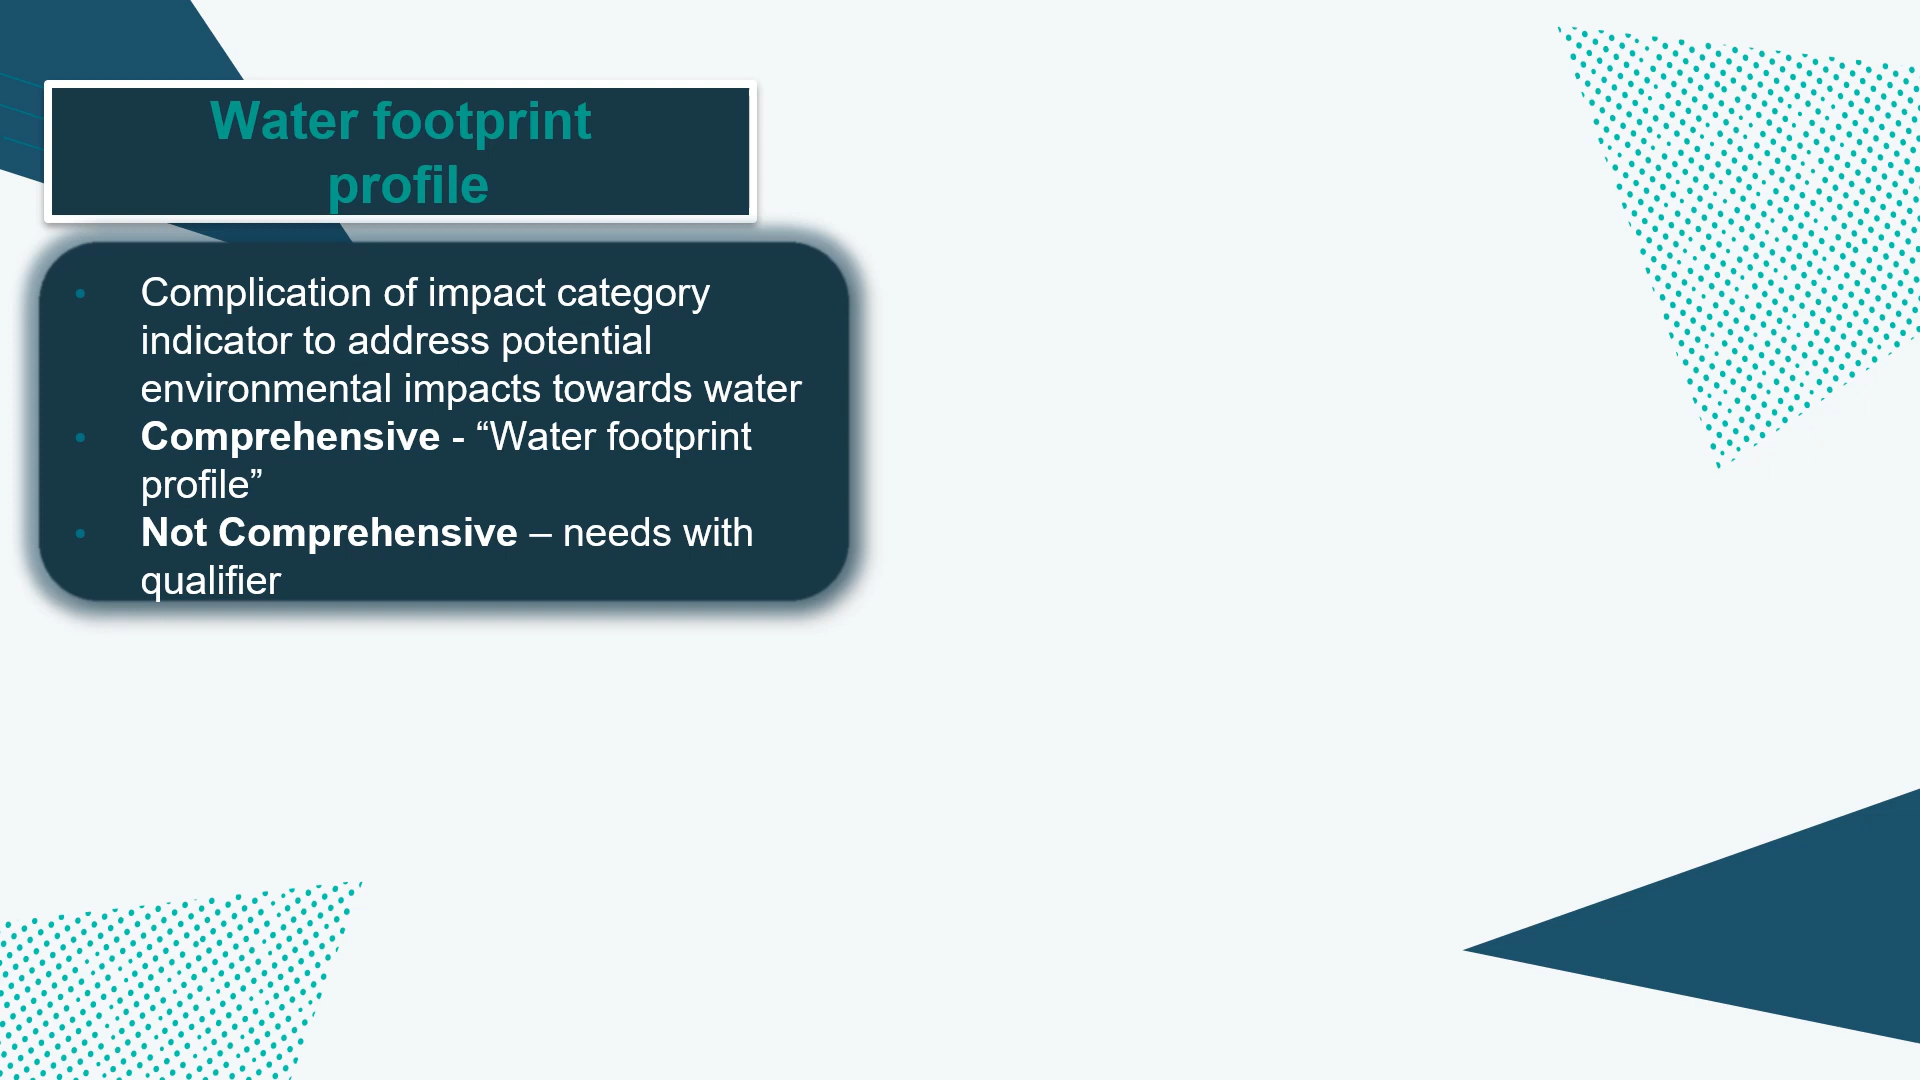 Water footprint
profile
• Complication of impact category
indicator to address potential
environmental impacts towards water
• Comprehensive - “Water footprint
profile”
• Not Comprehensive – needs with
qualifier